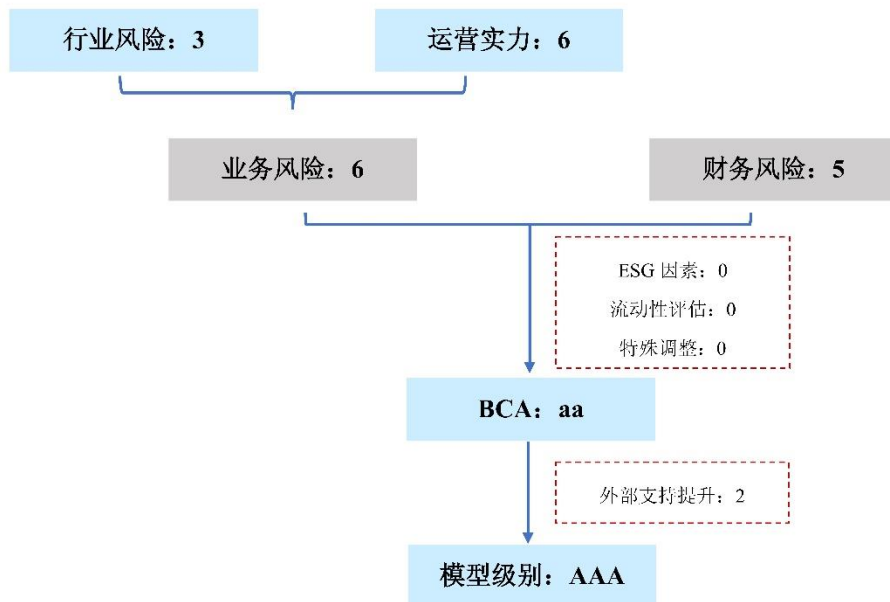 行业风险：3
运营实力：6
业务风险：6
财务风险：5
ESG 因素：0
流动性评估：0
特殊调整：0
BCA：aa
外部支持提升：2
模型级别：AAA